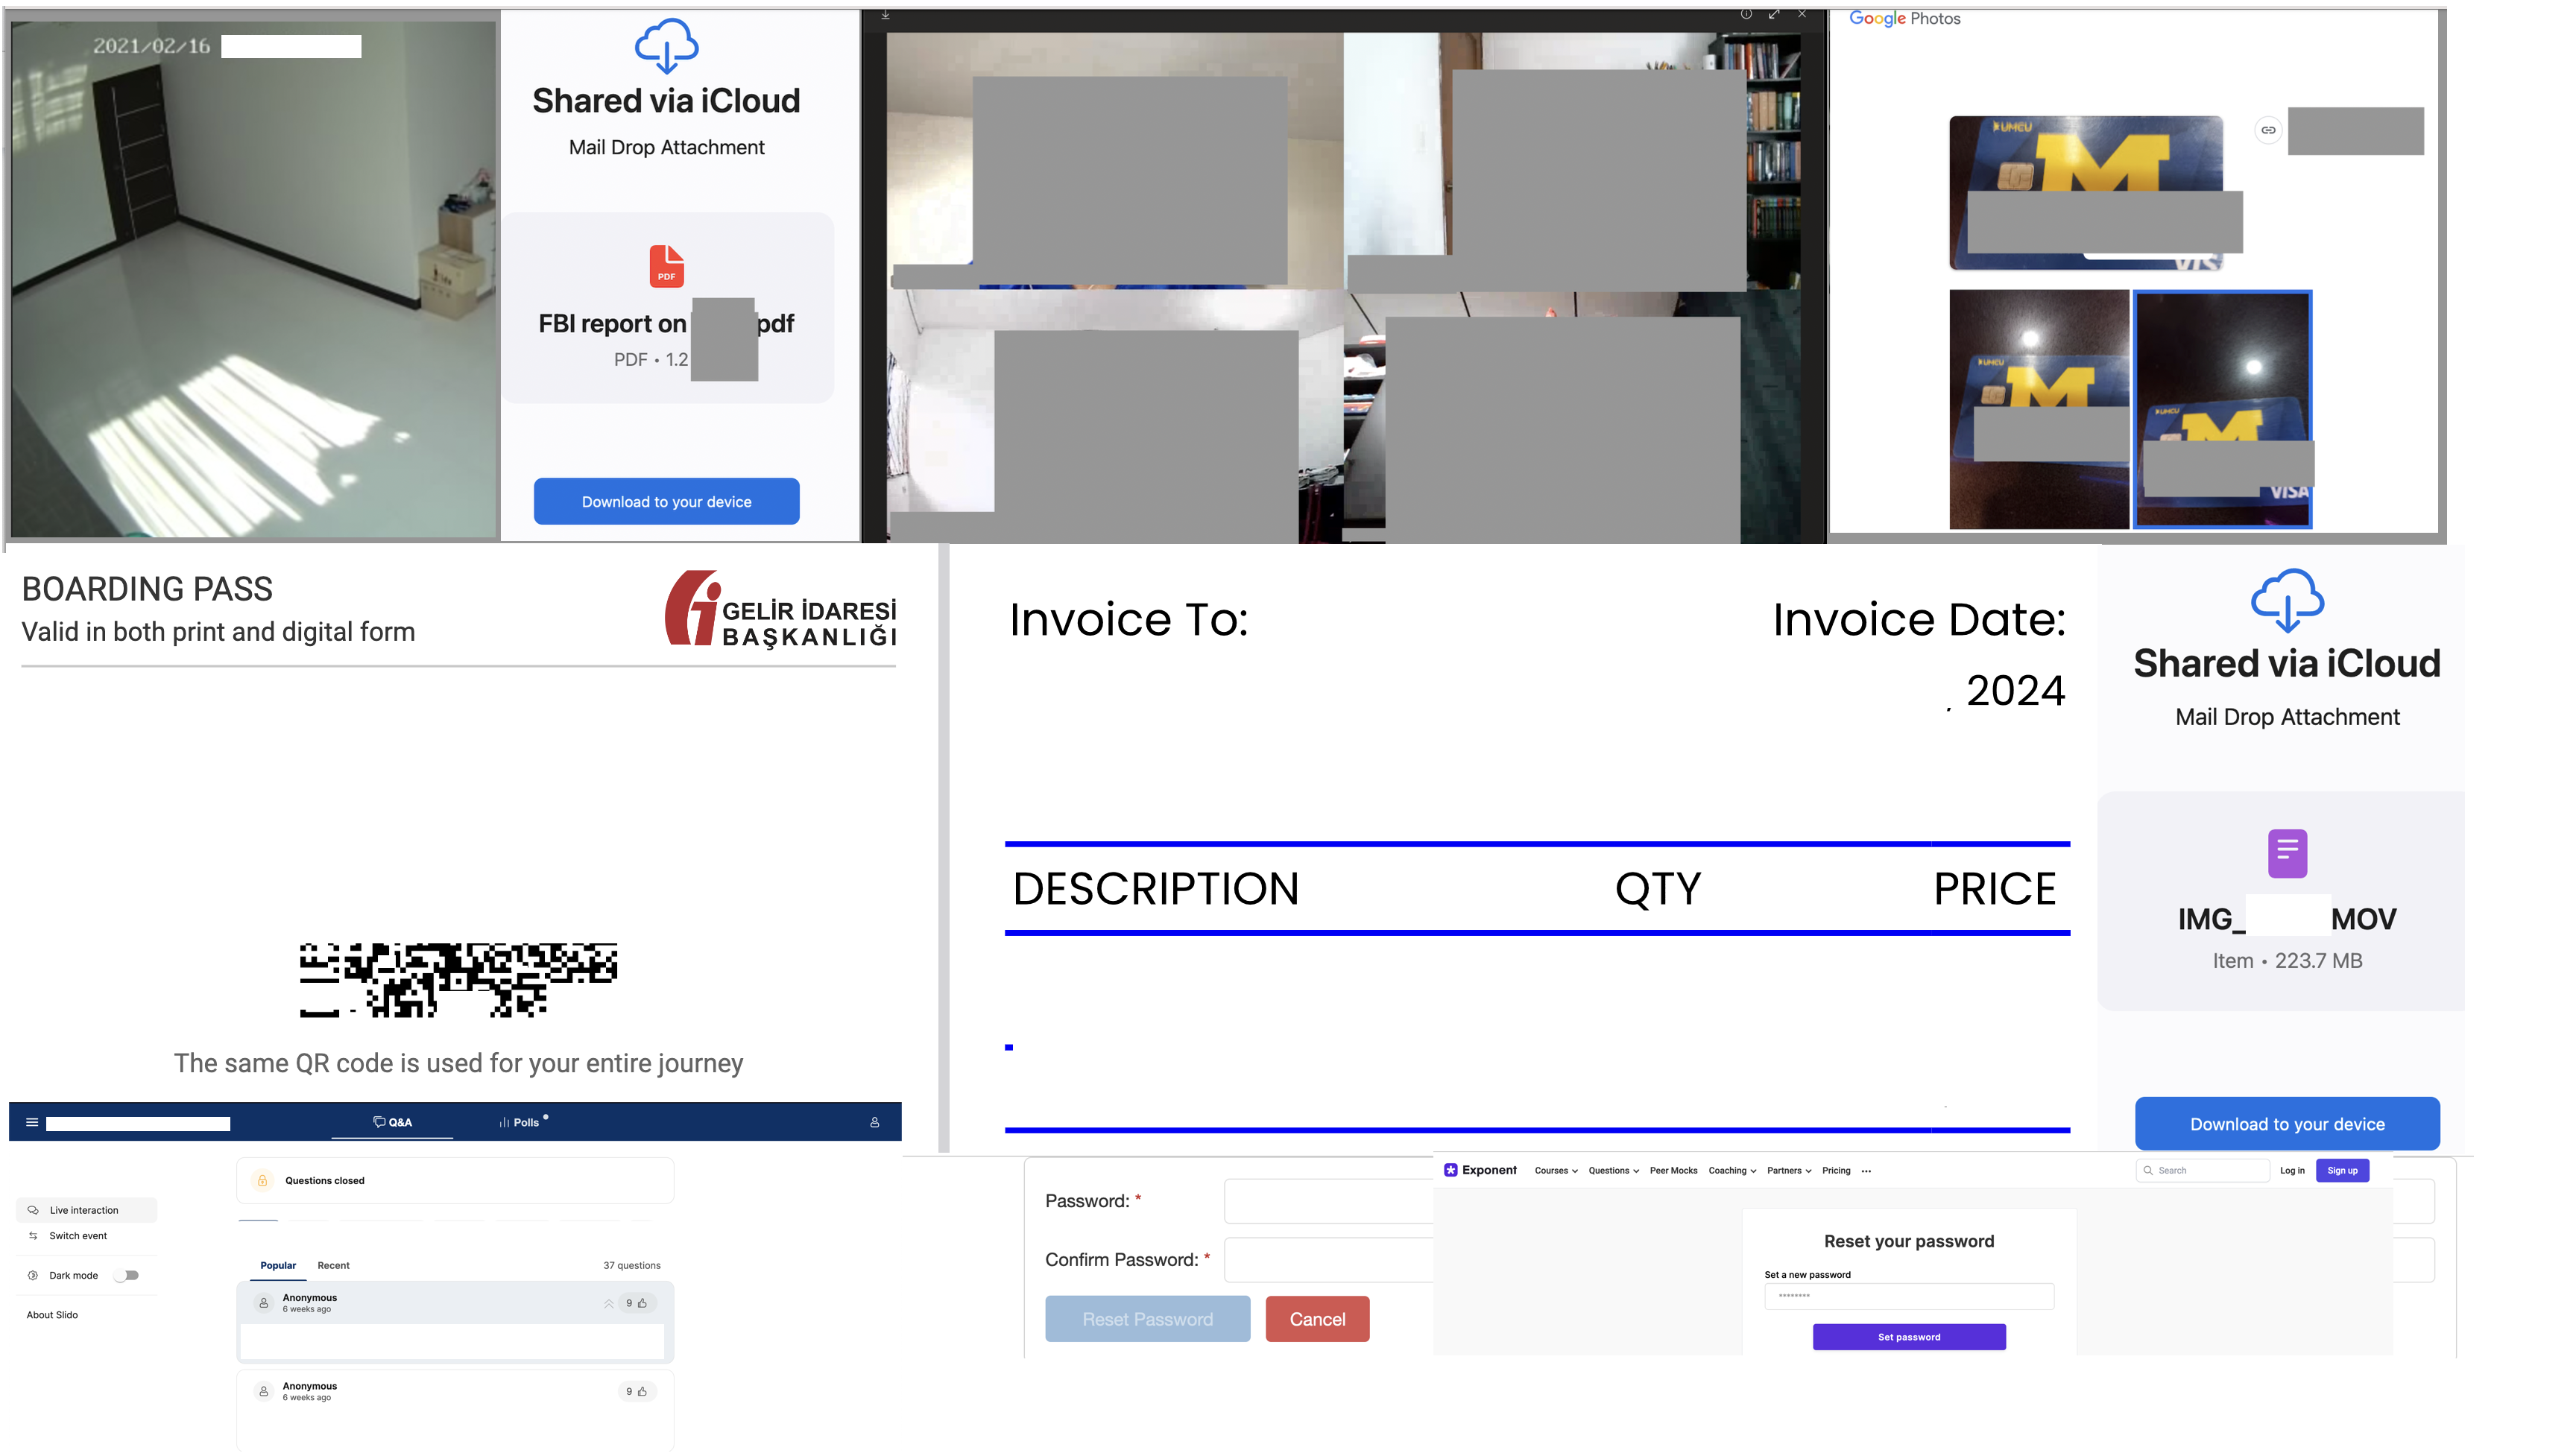 2021/02/16
Shared via iCloud
Mail Drop Attachment
PDF
FBI report on pdf
PDF • 1.2
Download to your device
Google Photos
UMCU
M
VISA
UMCU
M
UMCU
M
VISA
BOARDING PASS
Valid in both print and digital form
GELİR İDARESİ
BAŞKANLIĞI
The same QR code is used for your entire journey
Invoice To:
Invoice Date:
, 2024
DESCRIPTION QTY PRICE
Shared via iCloud
Mail Drop Attachment
IMG_ MOV
Item • 223.7 MB
Download to your device
Q&A Polls
Questions closed
Live interaction
Switch event
Dark mode
About Slido
Popular Recent 37 questions
Anonymous
6 weeks ago
9
Anonymous
6 weeks ago
9
Password: *
Confirm Password: *
Reset Password Cancel
Exponent Courses Questions Peer Mocks Coaching Partners Pricing ••• Search Log in Sign up
Reset your password
Set a new password
********
Set password